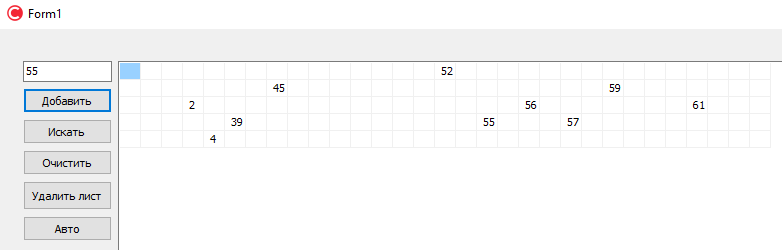 Form1
55
Добавить
Искать
Очистить
Удалить лист
Авто
52
45 59
2 56 61
39 55 57
4